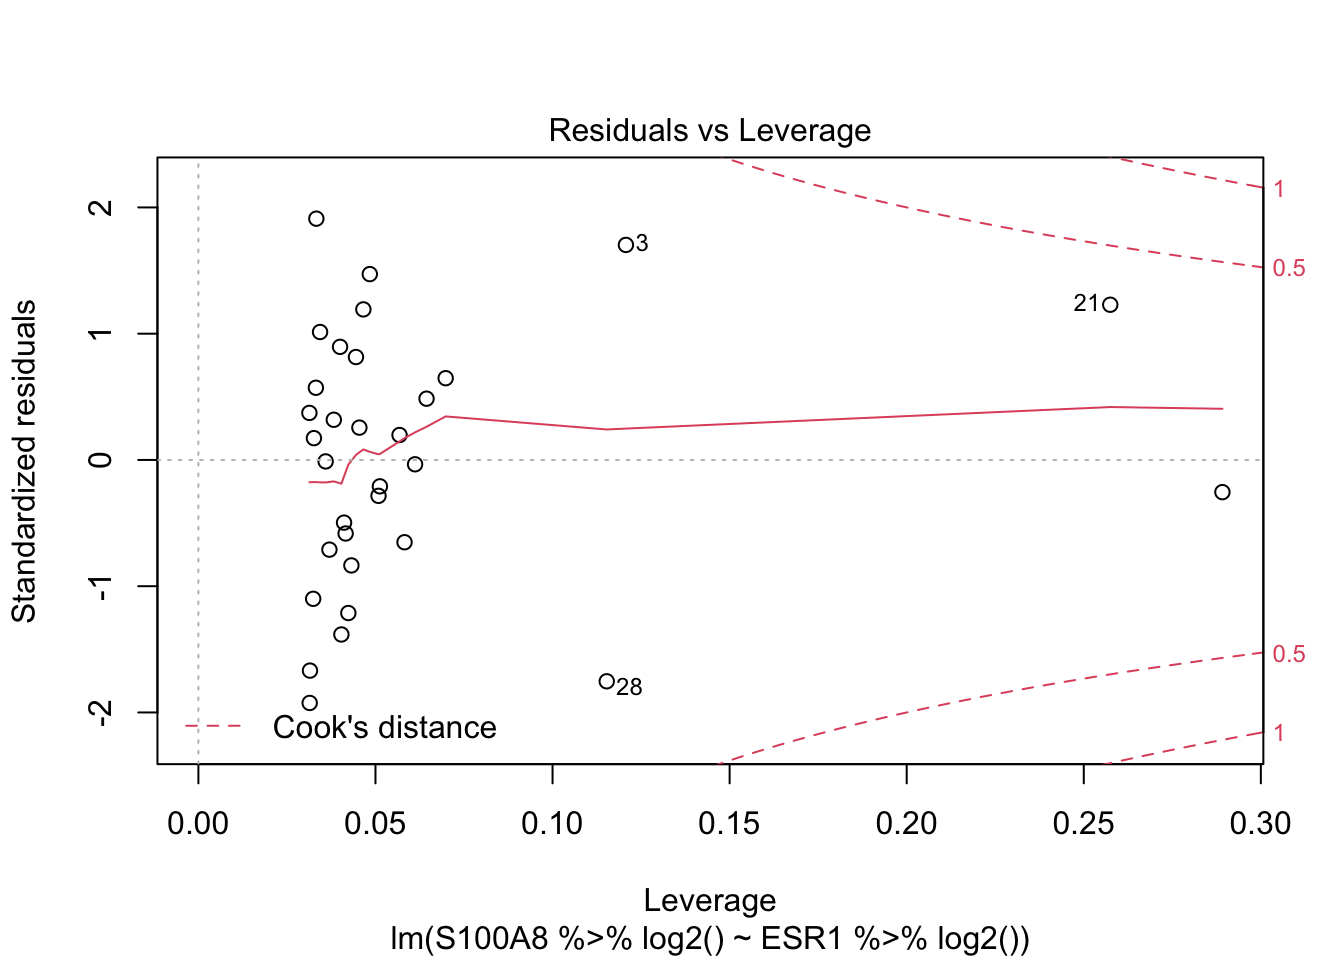 Residuals vs Leverage
Standardized residuals
2
1
0
-1
-2
3
21
28
1
0.5
0.5
1
Cook's distance
0.00 0.05 0.10 0.15 0.20 0.25 0.30
Leverage
lm(S100A8 %>% log2() ~ ESR1 %>% log2())